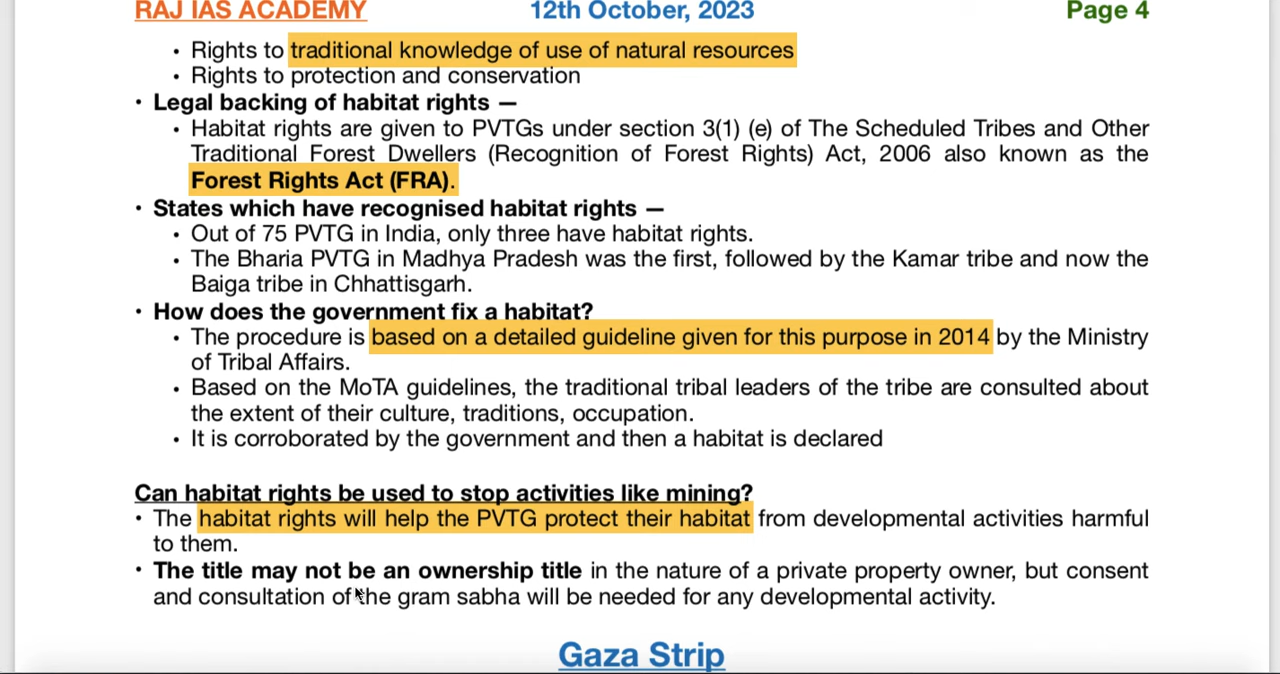 RAJ IAS ACADEMY 12th October, 2023 Page 4
• Rights to traditional knowledge of use of natural resources
• Rights to protection and conservation
• Legal backing of habitat rights —
• Habitat rights are given to PVTGs under section 3(1) (e) of The Scheduled Tribes and Other
Traditional Forest Dwellers (Recognition of Forest Rights) Act, 2006 also known as the
Forest Rights Act (FRA).
• States which have recognised habitat rights —
• Out of 75 PVTG in India, only three have habitat rights.
• The Bharia PVTG in Madhya Pradesh was the first, followed by the Kamar tribe and now the
Baiga tribe in Chhattisgarh.
• How does the government fix a habitat?
• The procedure is based on a detailed guideline given for this purpose in 2014 by the Ministry
of Tribal Affairs.
• Based on the MoTA guidelines, the traditional tribal leaders of the tribe are consulted about
the extent of their culture, traditions, occupation.
• It is corroborated by the government and then a habitat is declared
Can habitat rights be used to stop activities like mining?
• The habitat rights will help the PVTG protect their habitat from developmental activities harmful
to them.
• The title may not be an ownership title in the nature of a private property owner, but consent
and consultation of the gram sabha will be needed for any developmental activity.
Gaza Strip